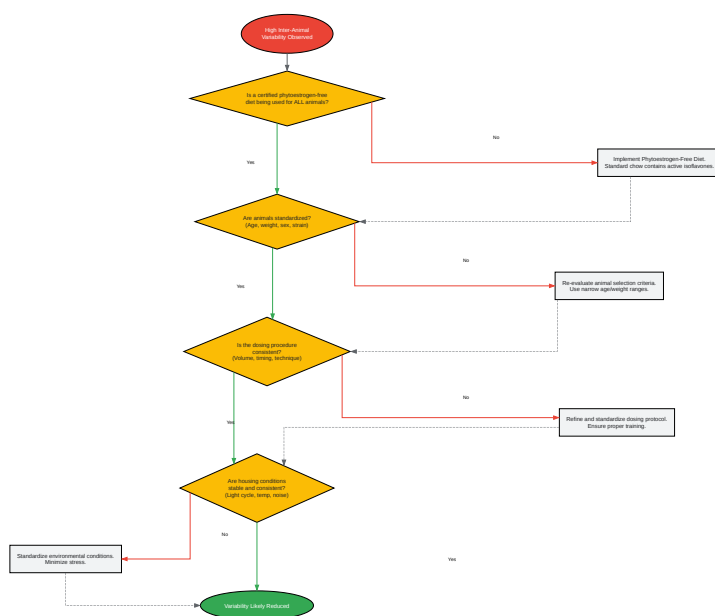 High Inter-Animal
Variability Observed
Is a certified phytoestrogen-free
diet being used for ALL animals?
No
Implement Phytoestrogen-Free Diet.
Standard chow contains active isoflavones.
Yes
Are animals standardized?
(Age, weight, sex, strain)
No
Re-evaluate animal selection criteria.
Use narrow age/weight ranges.
Yes
Is the dosing procedure
consistent?
(Volume, timing, technique)
No
Refine and standardize dosing protocol.
Ensure proper training.
Yes
Are housing conditions
stable and consistent?
(Light cycle, temp, noise)
No
Standardize environmental conditions.
Minimize stress.
Yes
Variability Likely Reduced